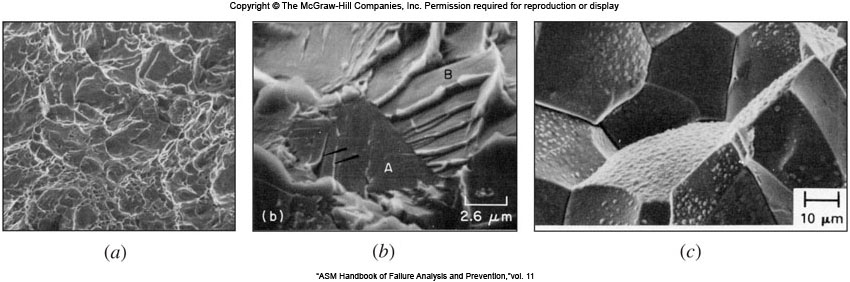 Copyright © The McGraw-Hill Companies, Inc. Permission required for reproduction or display
B
A
(b)
2.6 μm
10 μm
(a)
(b)
(c)
"ASM Handbook of Failure Analysis and Prevention,"vol. 11